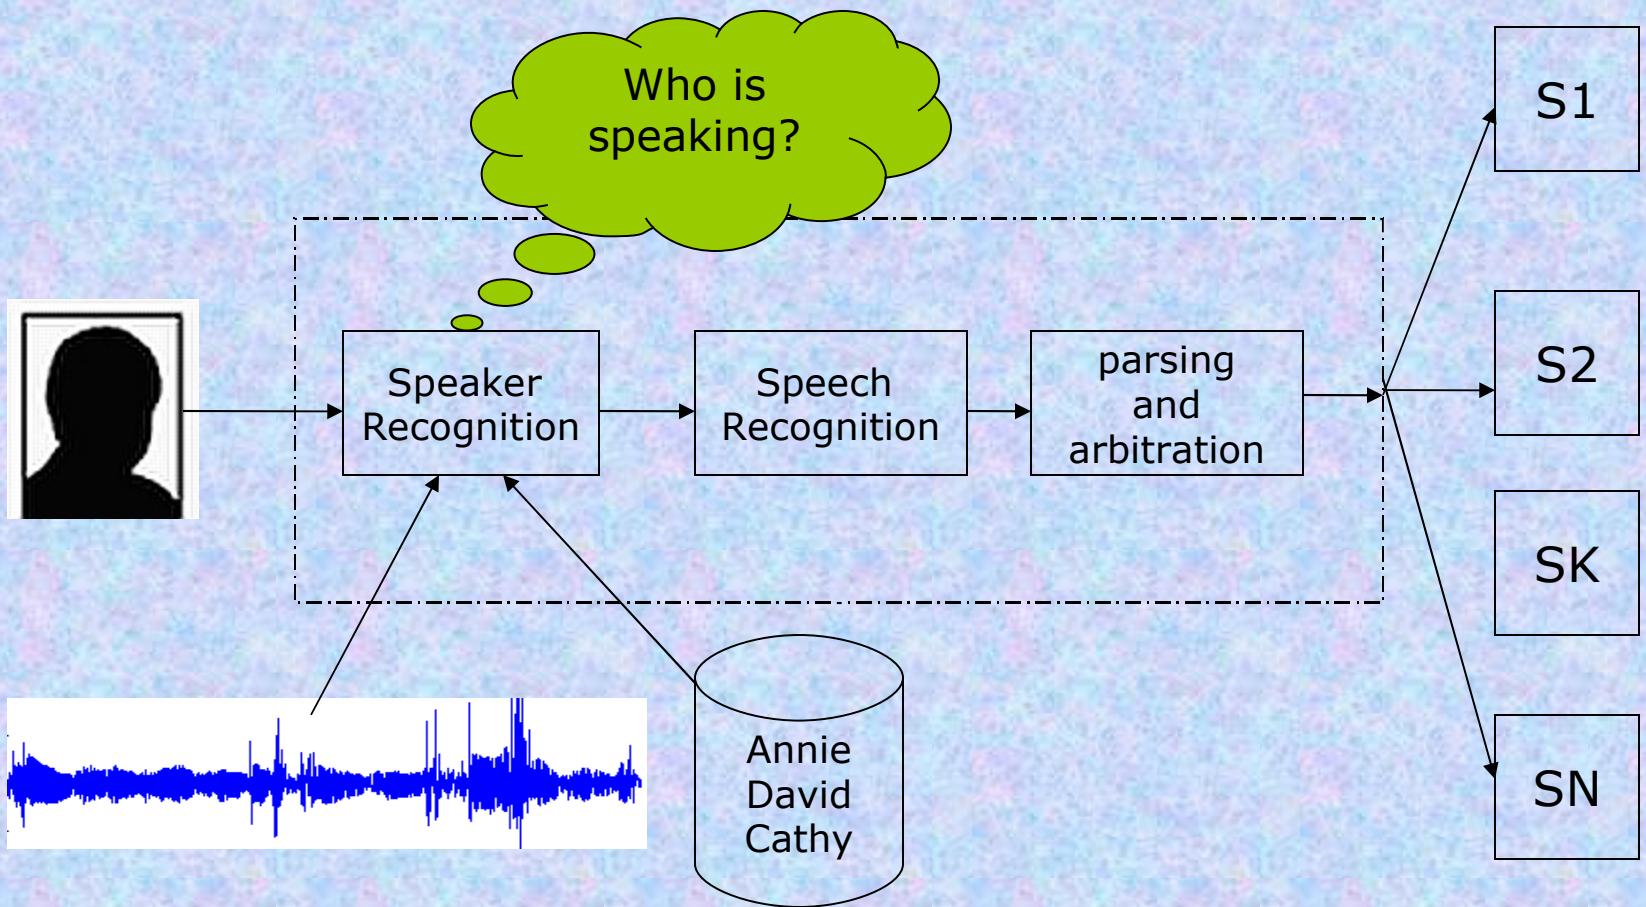 Who is
speaking?
Speaker
Recognition
Speech
Recognition
parsing
and
arbitration
S1
S2
SK
SN
Annie
David
Cathy